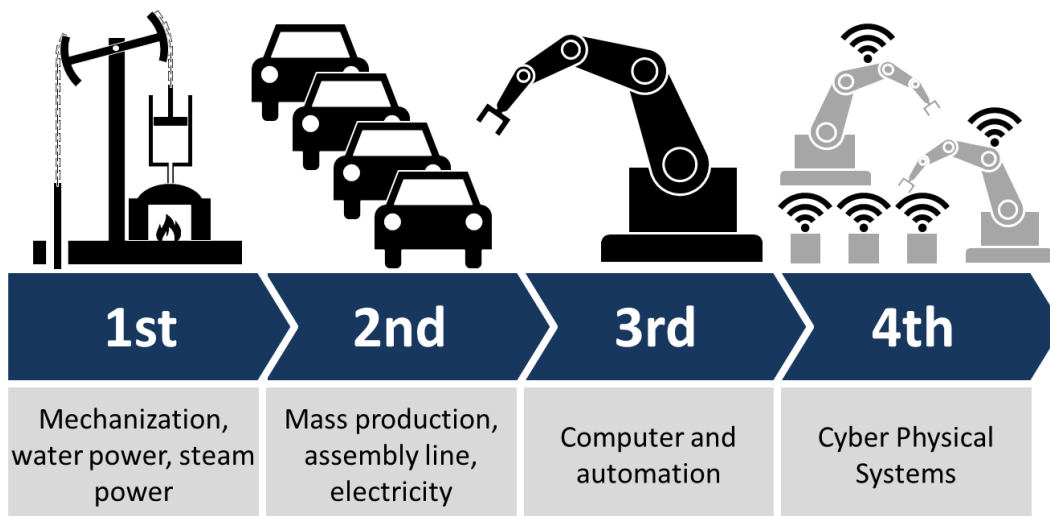 1st
2nd
3rd
4th
Mechanization,
water power, steam
power
Mass production,
assembly line,
electricity
Computer and
automation
Cyber Physical
Systems